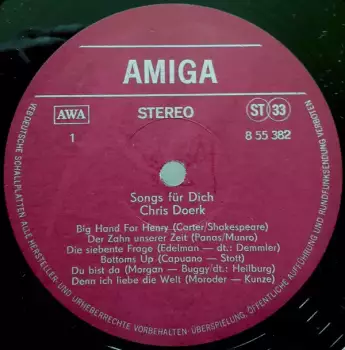 AMIGA
AWA
STEREO
ST 33
1
8 55 382
Songs für Dich
Chris Doerk
Big Hand For Henry (Carter/Shakespeare)
Der Zahn unserer Zeit (Panas/Munro)
Die siebente Frage (Edelman - dt.: Demmler)
Bottoms Up (Capuano - Stott)
Du bist da (Morgan - Buggy/dt.: Heilburg)
Denn ich liebe die Welt (Moroder - Kunze)
VEB DEUTSCHE SCHALLPLATTEN ALLE HERSTELLER- UND URHEBERRECHTE VORBEHALTEN · ÜBERSPIELUNG, ÖFFENTLICHE AUFFÜHRUNG UND RUNDFUNKSENDUNG VERBOTEN